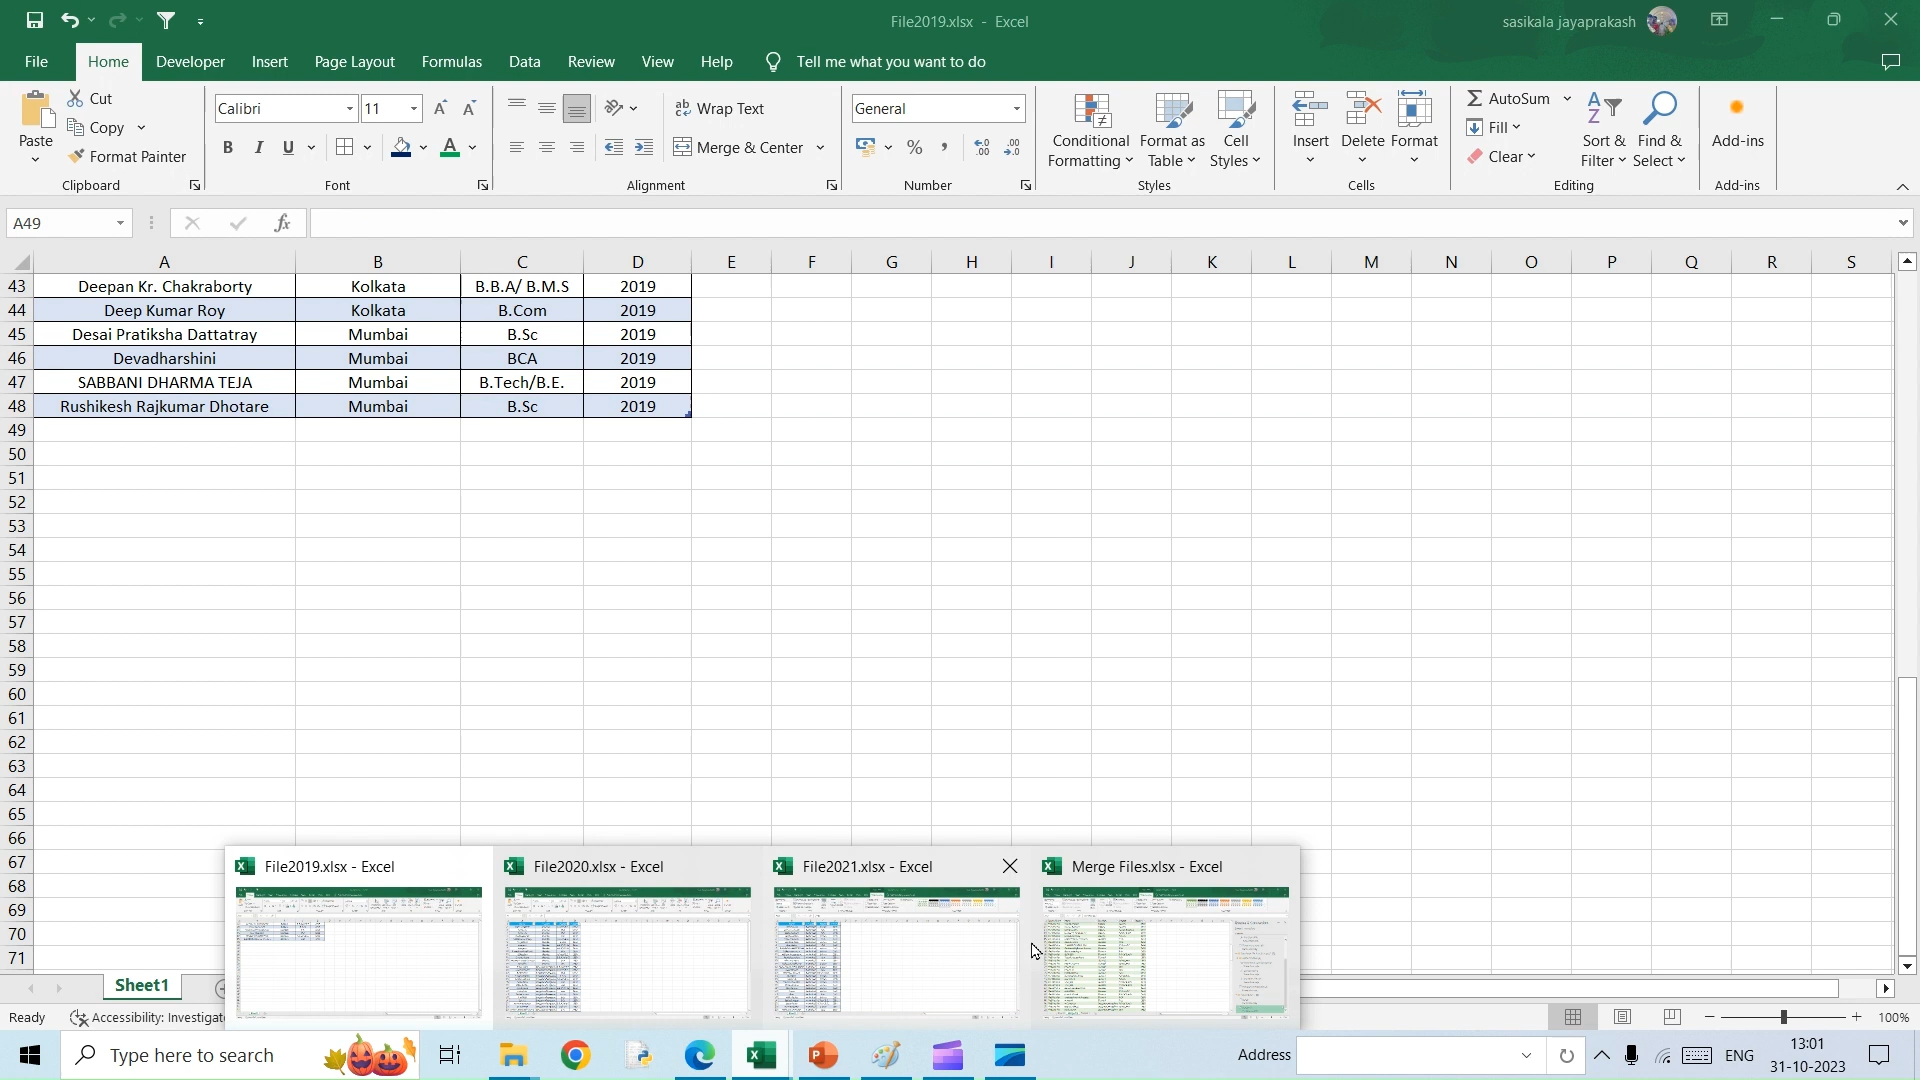 File2019.xlsx - Excel
sasikala jayaprakash
File Home Developer Insert Page Layout Formulas Data Review View Help Tell me what you want to do
Paste
Cut
Copy
Format Painter
Clipboard
Calibri 11
B I U
Font
Wrap Text
Merge & Center
Alignment
General
%
Number
Conditional Formatting
Format as Table
Cell Styles
Styles
Insert Delete Format
Cells
AutoSum
Fill
Clear
Sort & Filter
Find & Select
Editing
Add-ins
Add-ins
A49 fx
A B C D E F G H I J K L M N O P Q R S
43 Deepan Kr. Chakraborty Kolkata B.B.A/ B.M.S 2019
44 Deep Kumar Roy Kolkata B.Com 2019
45 Desai Pratiksha Dattatray Mumbai B.Sc 2019
46 Devadharshini Mumbai BCA 2019
47 SABBANI DHARMA TEJA Mumbai B.Tech/B.E. 2019
48 Rushikesh Rajkumar Dhotare Mumbai B.Sc 2019
49
50
51
52
53
54
55
56
57
58
59
60
61
62
63
64
65
66
67
68
69
70
71
File2019.xlsx - Excel File2020.xlsx - Excel File2021.xlsx - Excel Merge Files.xlsx - Excel
Sheet1
Ready Accessibility: Investigat 100%
Type here to search Address ENG 13:01
31-10-2023